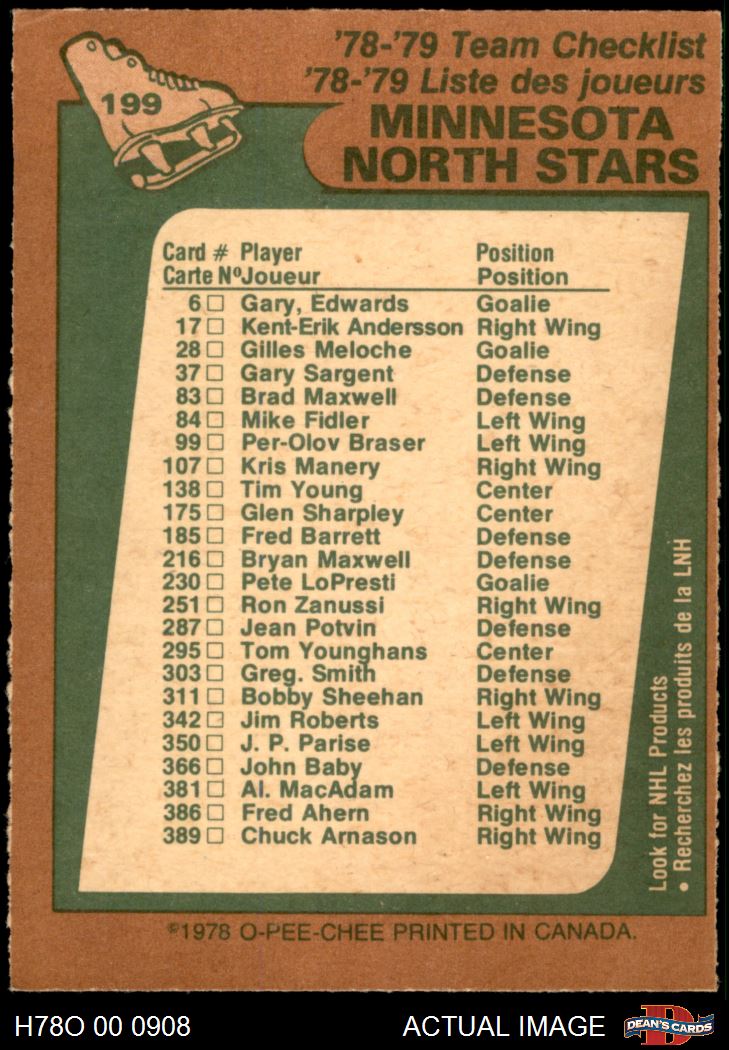 '78-'79 Team Checklist
'78-'79 Liste des joueurs
199
MINNESOTA
NORTH STARS
Card # Player Position
Carte Nº Joueur Position
6 Gary, Edwards Goalie
17 Kent-Erik Andersson Right Wing
28 Gilles Meloche Goalie
37 Gary Sargent Defense
83 Brad Maxwell Defense
84 Mike Fidler Left Wing
99 Per-Olov Braser Left Wing
107 Kris Manery Right Wing
138 Tim Young Center
175 Glen Sharpley Center
185 Fred Barrett Defense
216 Bryan Maxwell Defense
230 Pete LoPresti Goalie
251 Ron Zanussi Right Wing
287 Jean Potvin Defense
295 Tom Younghans Center
303 Greg. Smith Defense
311 Bobby Sheehan Right Wing
342 Jim Roberts Left Wing
350 J. P. Parise Left Wing
366 John Baby Defense
381 Al. MacAdam Left Wing
386 Fred Ahern Right Wing
389 Chuck Arnason Right Wing
Look for NHL Products
• Recherchez les produits de la LNH
©1978 O-PEE-CHEE PRINTED IN CANADA.
H78O 00 0908
ACTUAL IMAGE
D
DEAN'S CARDS